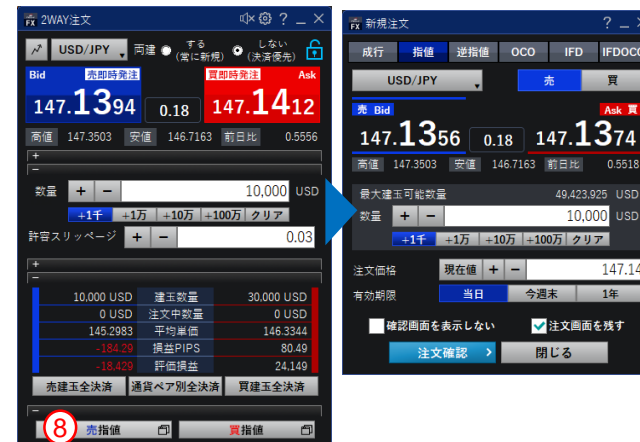 FX 2WAY注文 ? _ ×
USD/JPY 両建 する (常に新規) しない (決済優先)
Bid 売即時発注 買即時発注 Ask
147.1394 0.18 147.1412
高値 147.3503 安値 146.7163 前日比 0.5556
+
−
数量 + − 10,000 USD
+1千 +1万 +10万 +100万 クリア
許容スリッページ + − 0.03
+
−
10,000 USD 建玉数量 30,000 USD
0 USD 注文中数量 0 USD
145.2983 平均単価 146.3344
-184.29 損益PIPS 80.49
-18,429 評価損益 24,149
売建玉全決済 通貨ペア別全決済 買建玉全決済
−
8 売指値 買指値
FX 新規注文 ? _
成行 指値 逆指値 OCO IFD IFDOCO
USD/JPY 売 買
売 Bid Ask 買
147.1356 0.18 147.1374
高値 147.3503 安値 146.7163 前日比 0.5518
最大建玉可能数量 49,423,925 USD
数量 + − 10,000 USD
+1千 +1万 +10万 +100万 クリア
注文価格 現在値 + − 147.14
有効期限 当日 今週末 1年
確認画面を表示しない 注文画面を残す
注文確認 > 閉じる